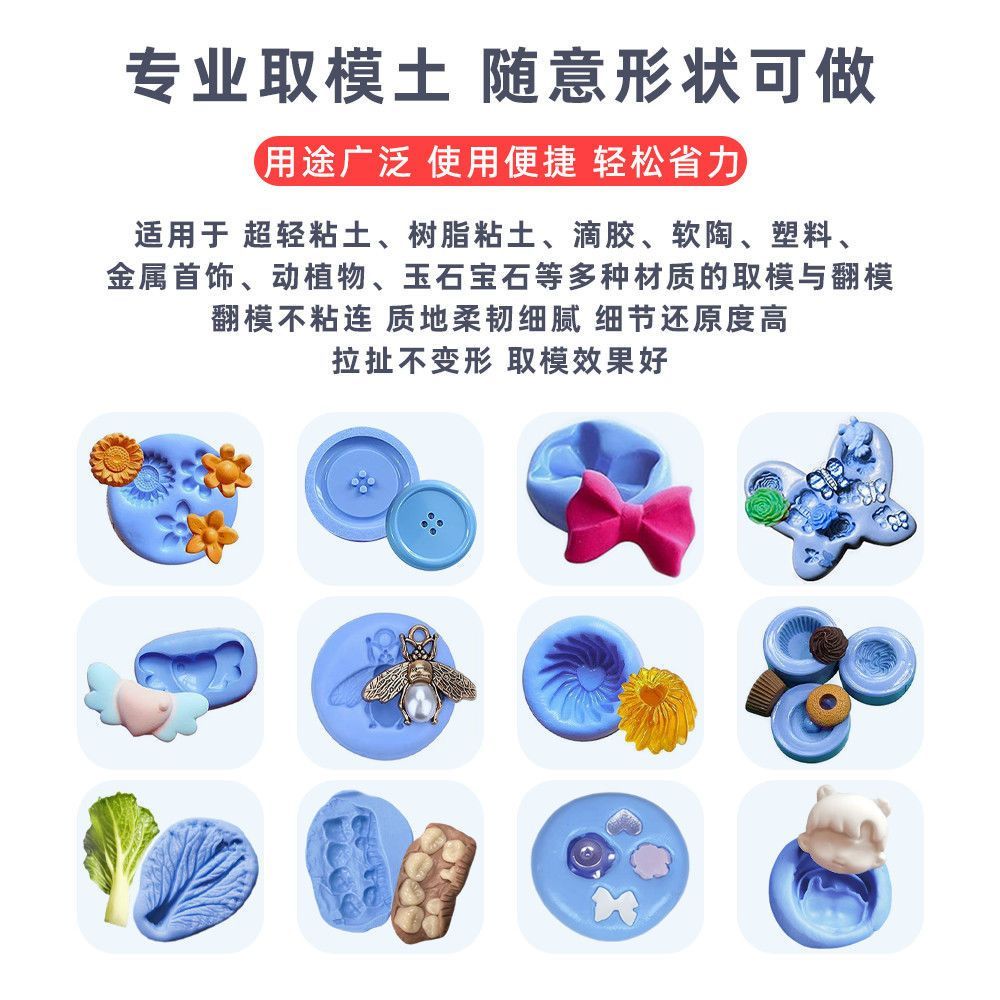 专业取模土 随意形状可做
用途广泛 使用便捷 轻松省力
适用于 超轻粘土、树脂粘土、滴胶、软陶、塑料、
金属首饰、动植物、玉石宝石等多种材质的取模与翻模
翻模不粘连 质地柔韧细腻 细节还原度高
拉扯不变形 取模效果好